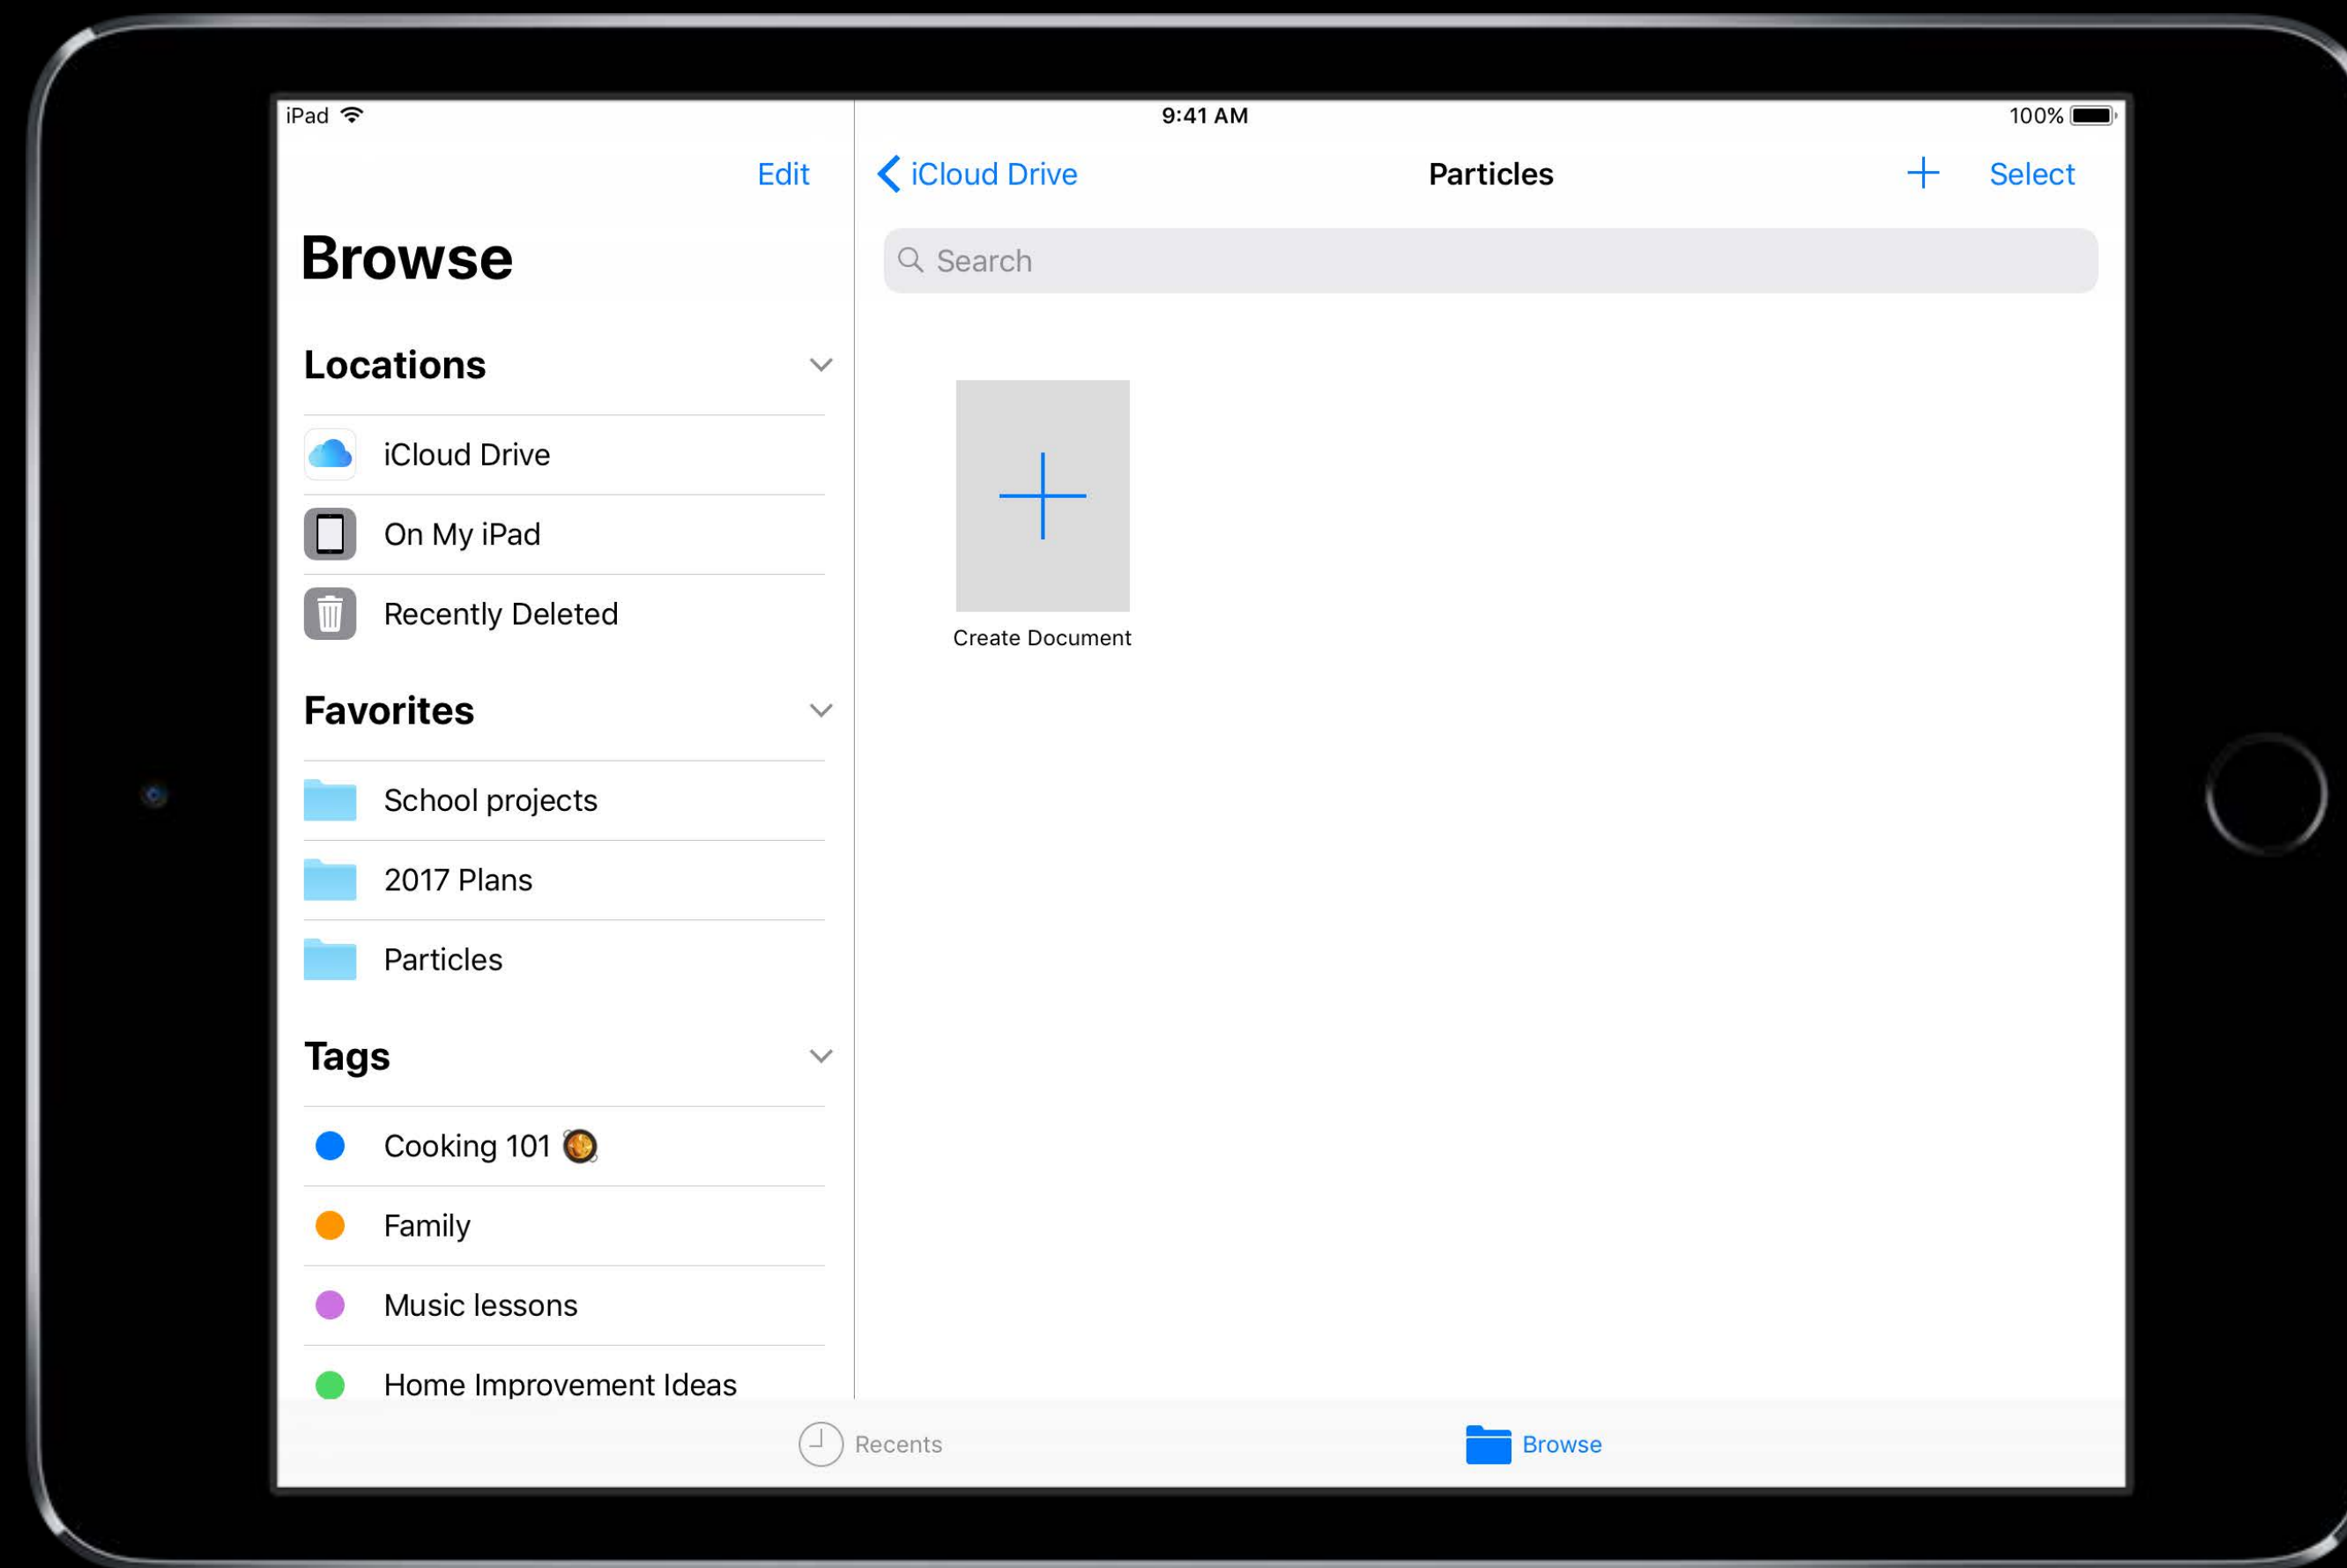 iPad
9:41 AM
100%
Edit
Browse
Locations
iCloud Drive
On My iPad
Recently Deleted
Favorites
School projects
2017 Plans
Particles
Tags
Cooking 101 🥘
Family
Music lessons
Home Improvement Ideas
iCloud Drive
Particles
Select
Search
Create Document
Recents
Browse